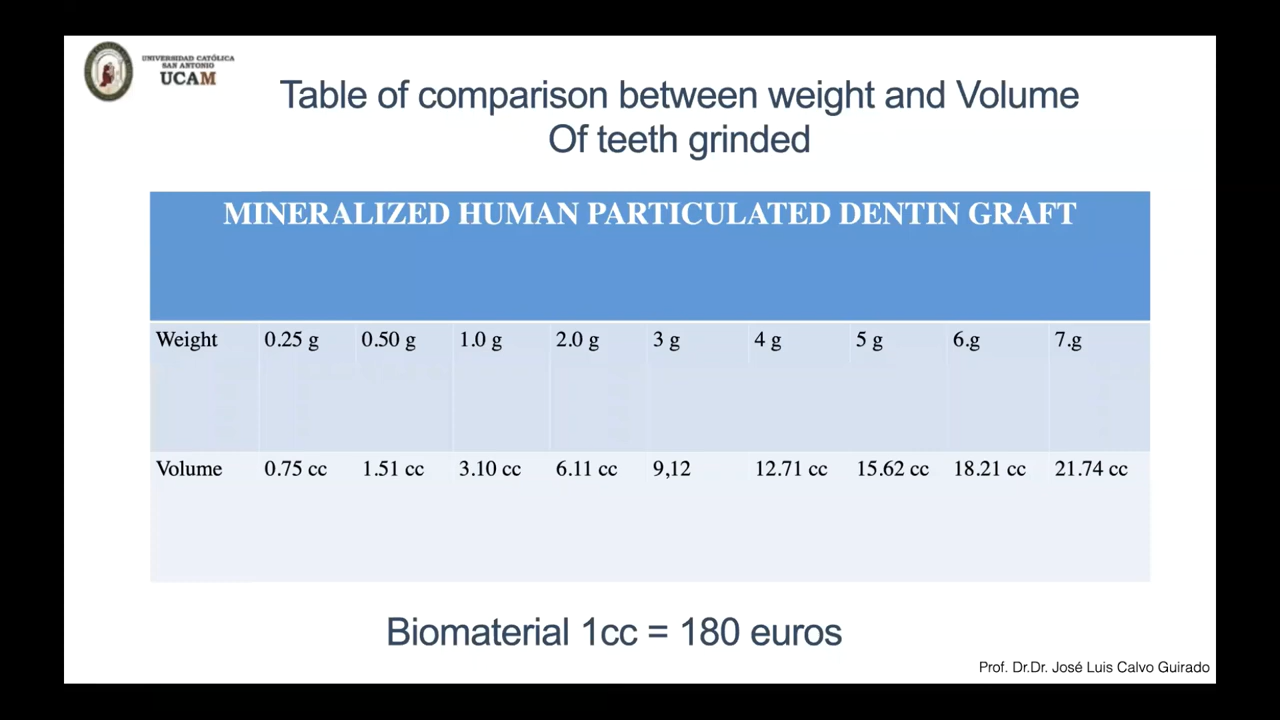 UNIVERSIDAD CATÓLICA
SAN ANTONIO
UCAM
Table of comparison between weight and Volume
Of teeth grinded
MINERALIZED HUMAN PARTICULATED DENTIN GRAFT
Weight 0.25 g 0.50 g 1.0 g 2.0 g 3 g 4 g 5 g 6.g 7.g
Volume 0.75 cc 1.51 cc 3.10 cc 6.11 cc 9,12 12.71 cc 15.62 cc 18.21 cc 21.74 cc
Biomaterial 1cc = 180 euros
Prof. Dr.Dr. José Luis Calvo Guirado